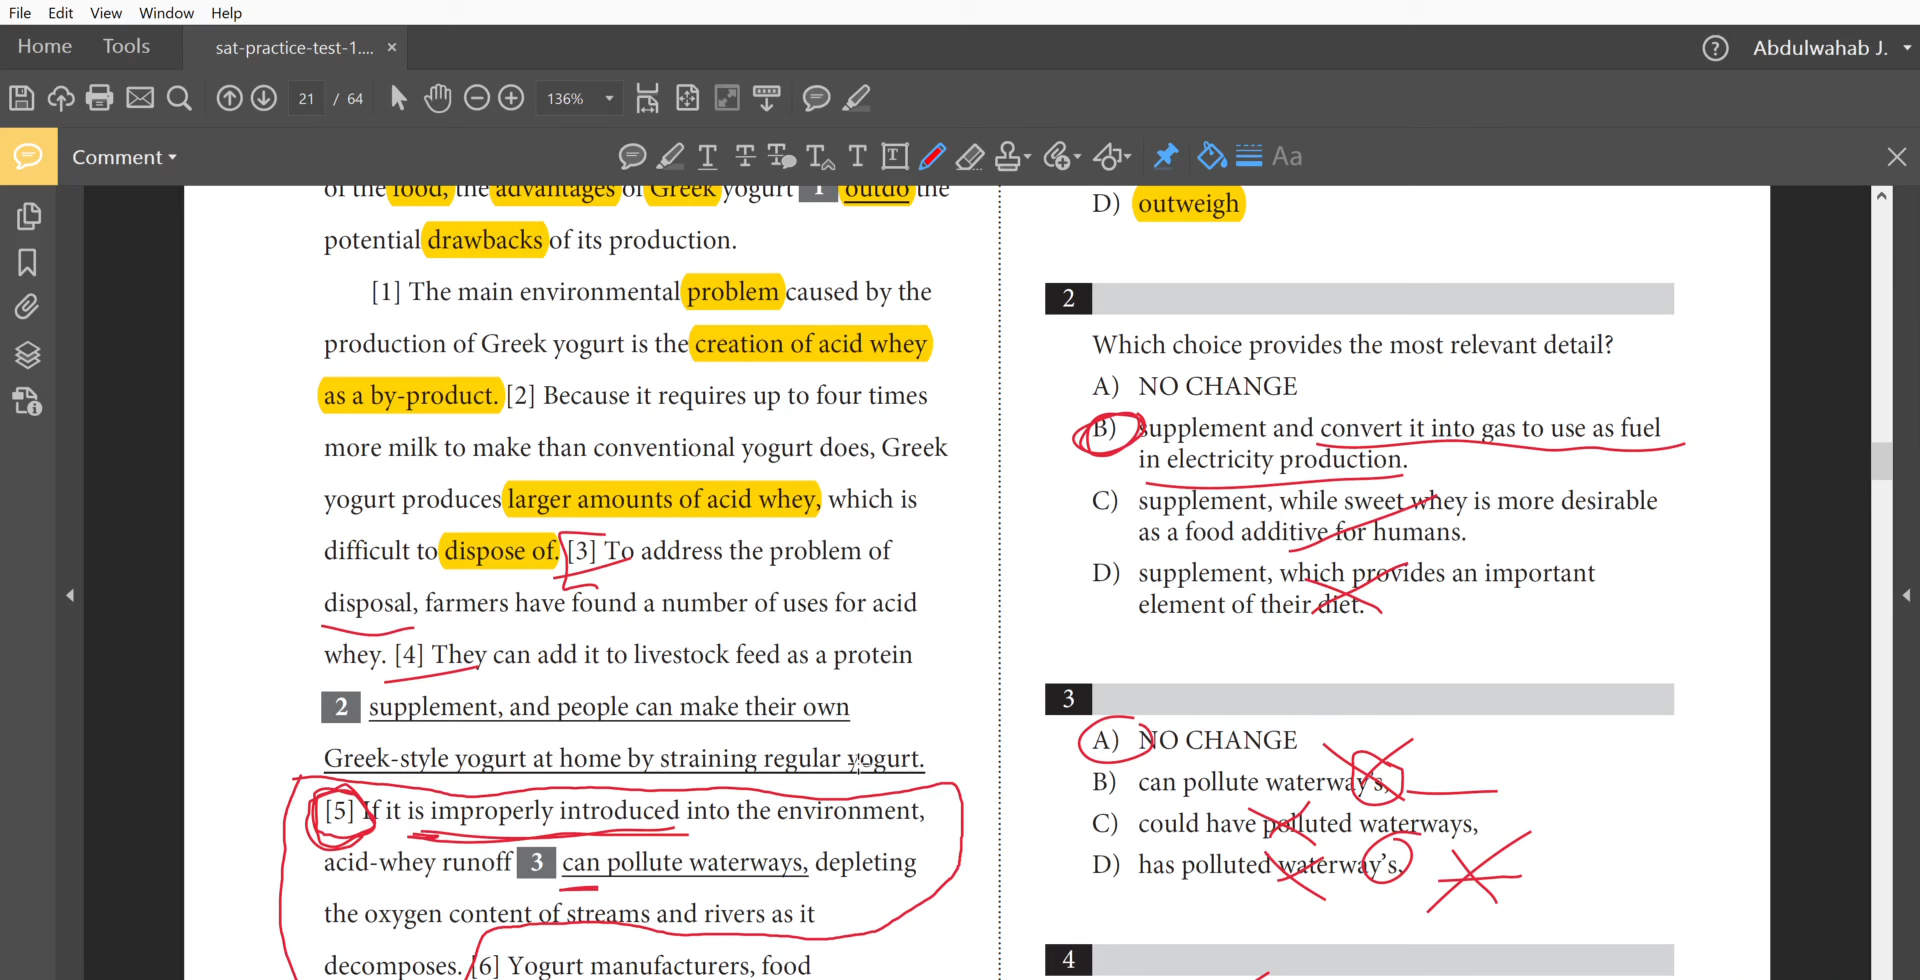 File Edit View Window Help
Home Tools sat-practice-test-1.... × Abdulwahab J.
21 / 64 136%
Comment Aa
of the food, the advantages of Greek yogurt 1 outdo the
potential drawbacks of its production.
[1] The main environmental problem caused by the
production of Greek yogurt is the creation of acid whey
as a by-product. [2] Because it requires up to four times
more milk to make than conventional yogurt does, Greek
yogurt produces larger amounts of acid whey, which is
difficult to dispose of. [3] To address the problem of
disposal, farmers have found a number of uses for acid
whey. [4] They can add it to livestock feed as a protein
2 supplement, and people can make their own
Greek-style yogurt at home by straining regular yogurt.
[5] If it is improperly introduced into the environment,
acid-whey runoff 3 can pollute waterways, depleting
the oxygen content of streams and rivers as it
decomposes. [6] Yogurt manufacturers, food
D) outweigh
2
Which choice provides the most relevant detail?
A) NO CHANGE
B) supplement and convert it into gas to use as fuel
in electricity production.
C) supplement, while sweet whey is more desirable
as a food additive for humans.
D) supplement, which provides an important
element of their diet.
3
A) NO CHANGE
B) can pollute waterway's,
C) could have polluted waterways,
D) has polluted waterway's,
4